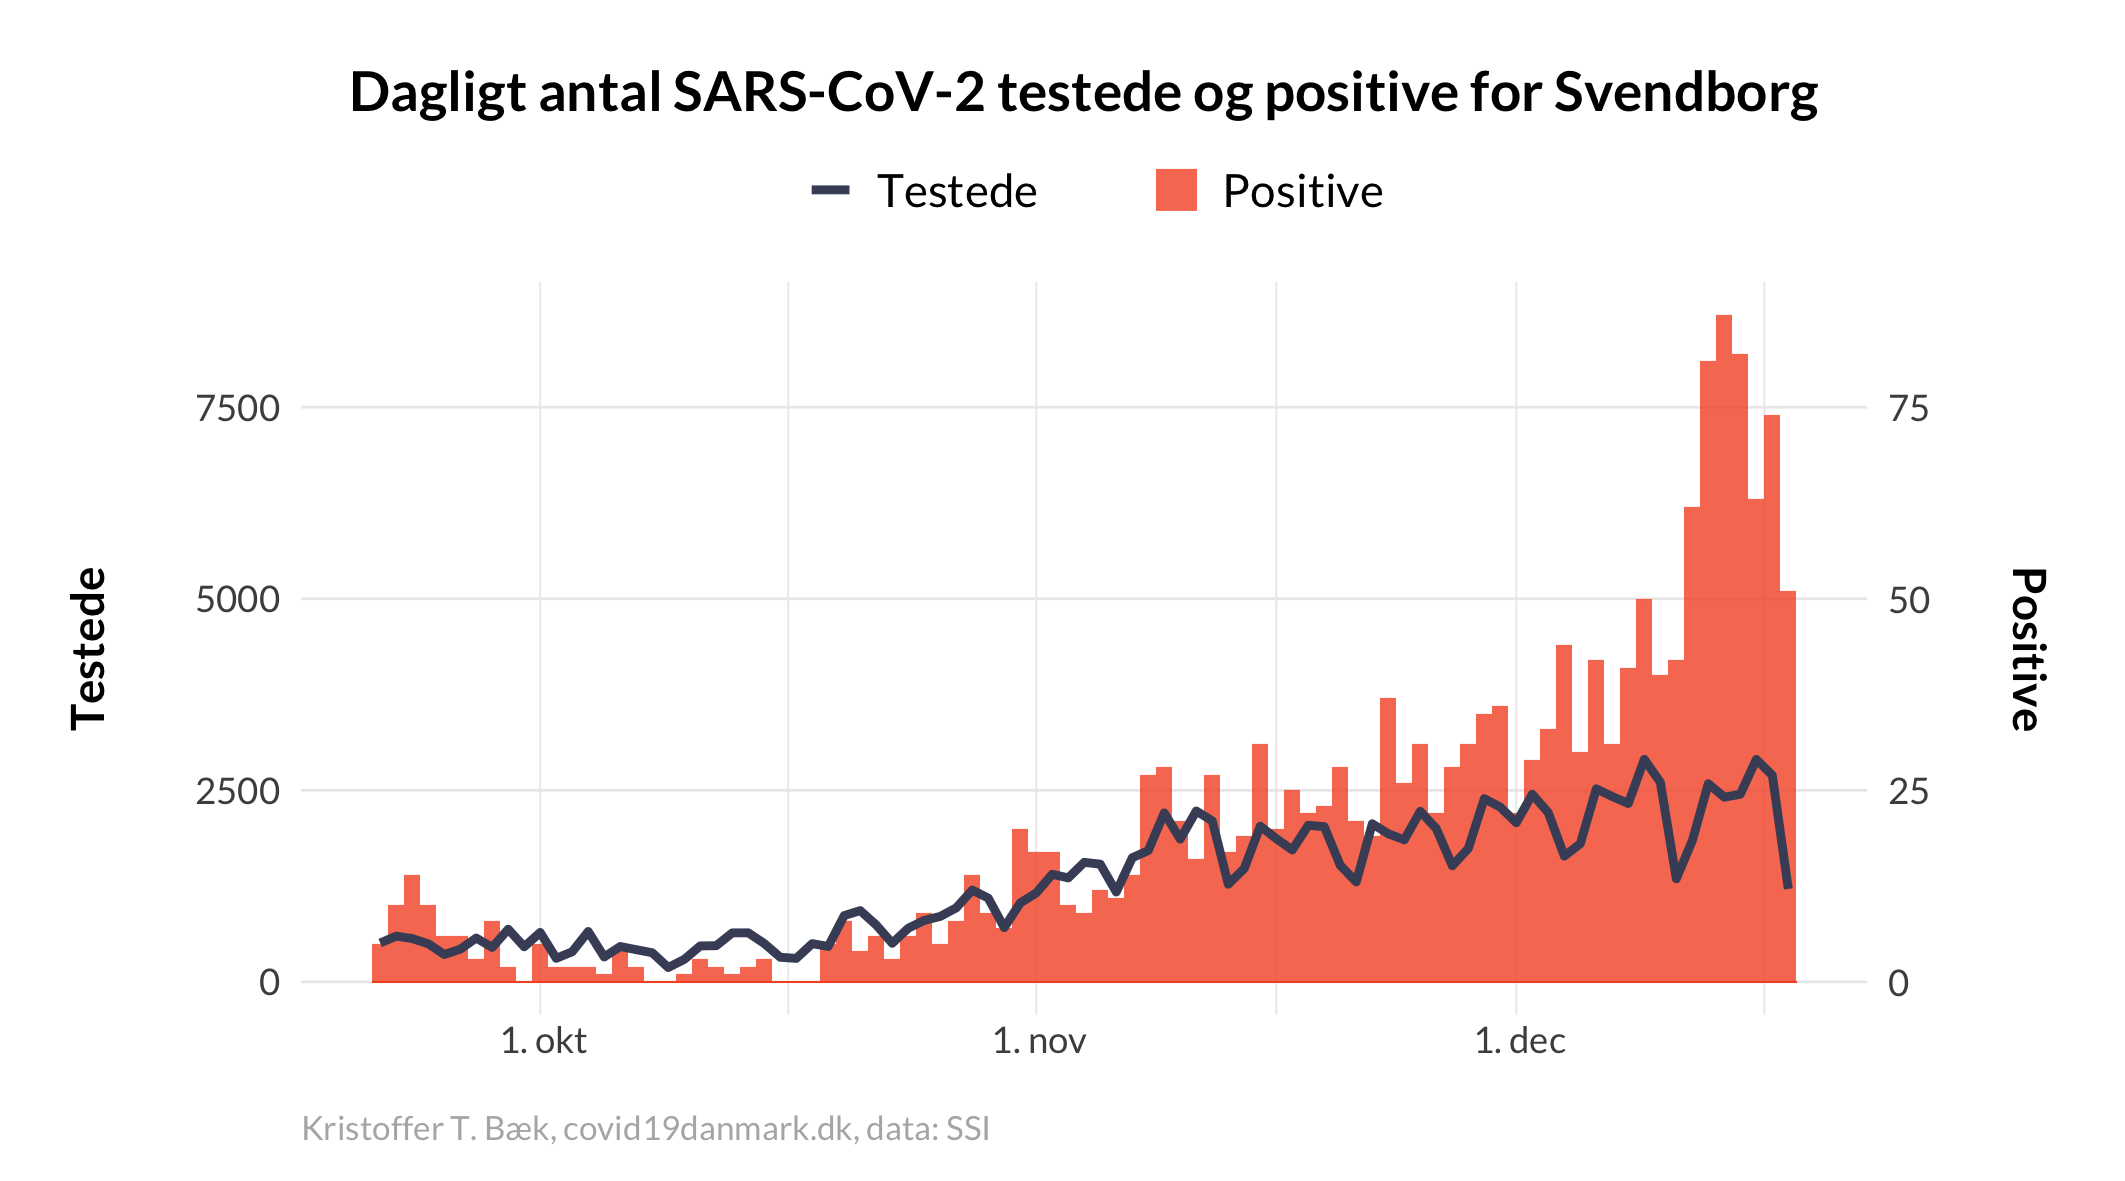 Dagligt antal SARS-CoV-2 testede og positive for Svendborg
Testede
Positive
7500
5000
2500
0
Testede
75
50
25
0
Positive
1. okt
1. nov
1. dec
Kristoffer T. Bæk, covid19danmark.dk, data: SSI